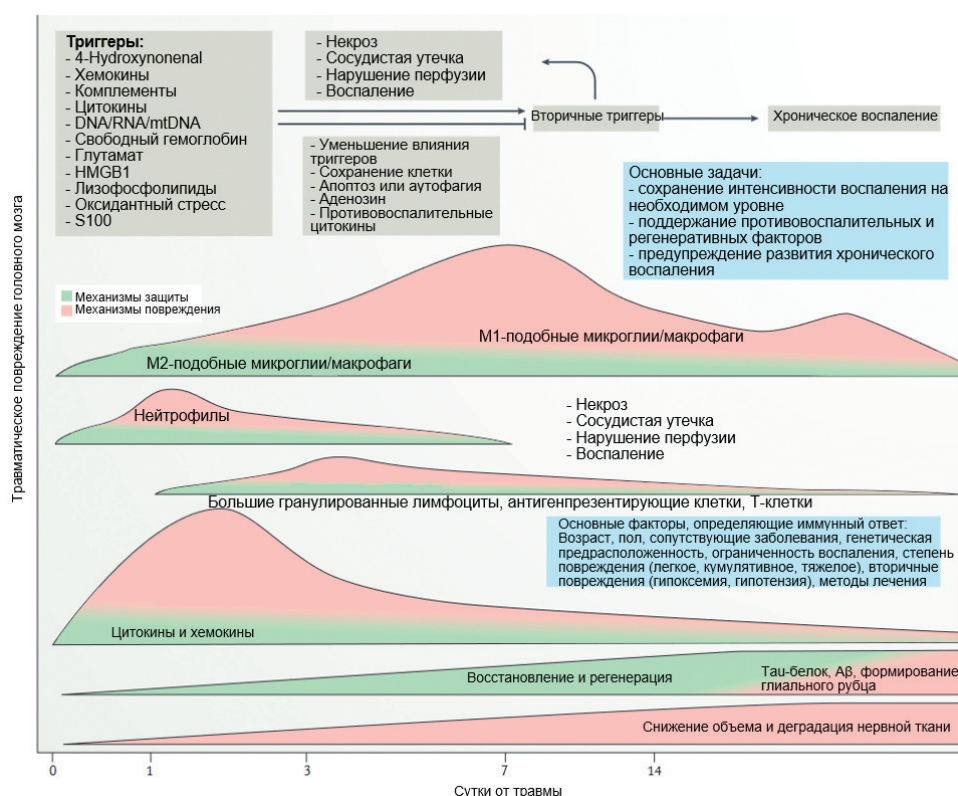 Триггеры:
- 4-Hydroxynonenal
- Хемокины
- Комплементы
- Цитокины
- DNA/RNA/mtDNA
- Свободный гемоглобин
- Глутамат
- HMGB1
- Лизофосфолипиды
- Оксидантный стресс
- S100
- Некроз
- Сосудистая утечка
- Нарушение перфузии
- Воспаление
Вторичные триггеры
Хроническое воспаление
- Уменьшение влияния
триггеров
- Сохранение клетки
- Апоптоз или аутофагия
- Аденозин
- Противовоспалительные
цитокины
Основные задачи:
- сохранение интенсивности воспаления на
необходимом уровне
- поддержание противовоспалительных и
регенеративных факторов
- предупреждение развития хронического
воспаления
Травматическое повреждение головного мозга
Механизмы защиты
Механизмы повреждения
М1-подобные микроглии/макрофаги
М2-подобные микроглии/макрофаги
Нейтрофилы
- Некроз
- Сосудистая утечка
- Нарушение перфузии
- Воспаление
Большие гранулированные лимфоциты, антигенпрезентирующие клетки, Т-клетки
Основные факторы, определяющие иммунный ответ:
Возраст, пол, сопутствующие заболевания, генетическая
предрасположенность, ограниченность воспаления, степень
повреждения (легкое, кумулятивное, тяжелое), вторичные
повреждения (гипоксемия, гипотензия), методы лечения
Цитокины и хемокины
Восстановление и регенерация
Tau-белок, Aβ, формирование
глиального рубца
Снижение объема и деградация нервной ткани
0 1 3 7 14
Сутки от травмы